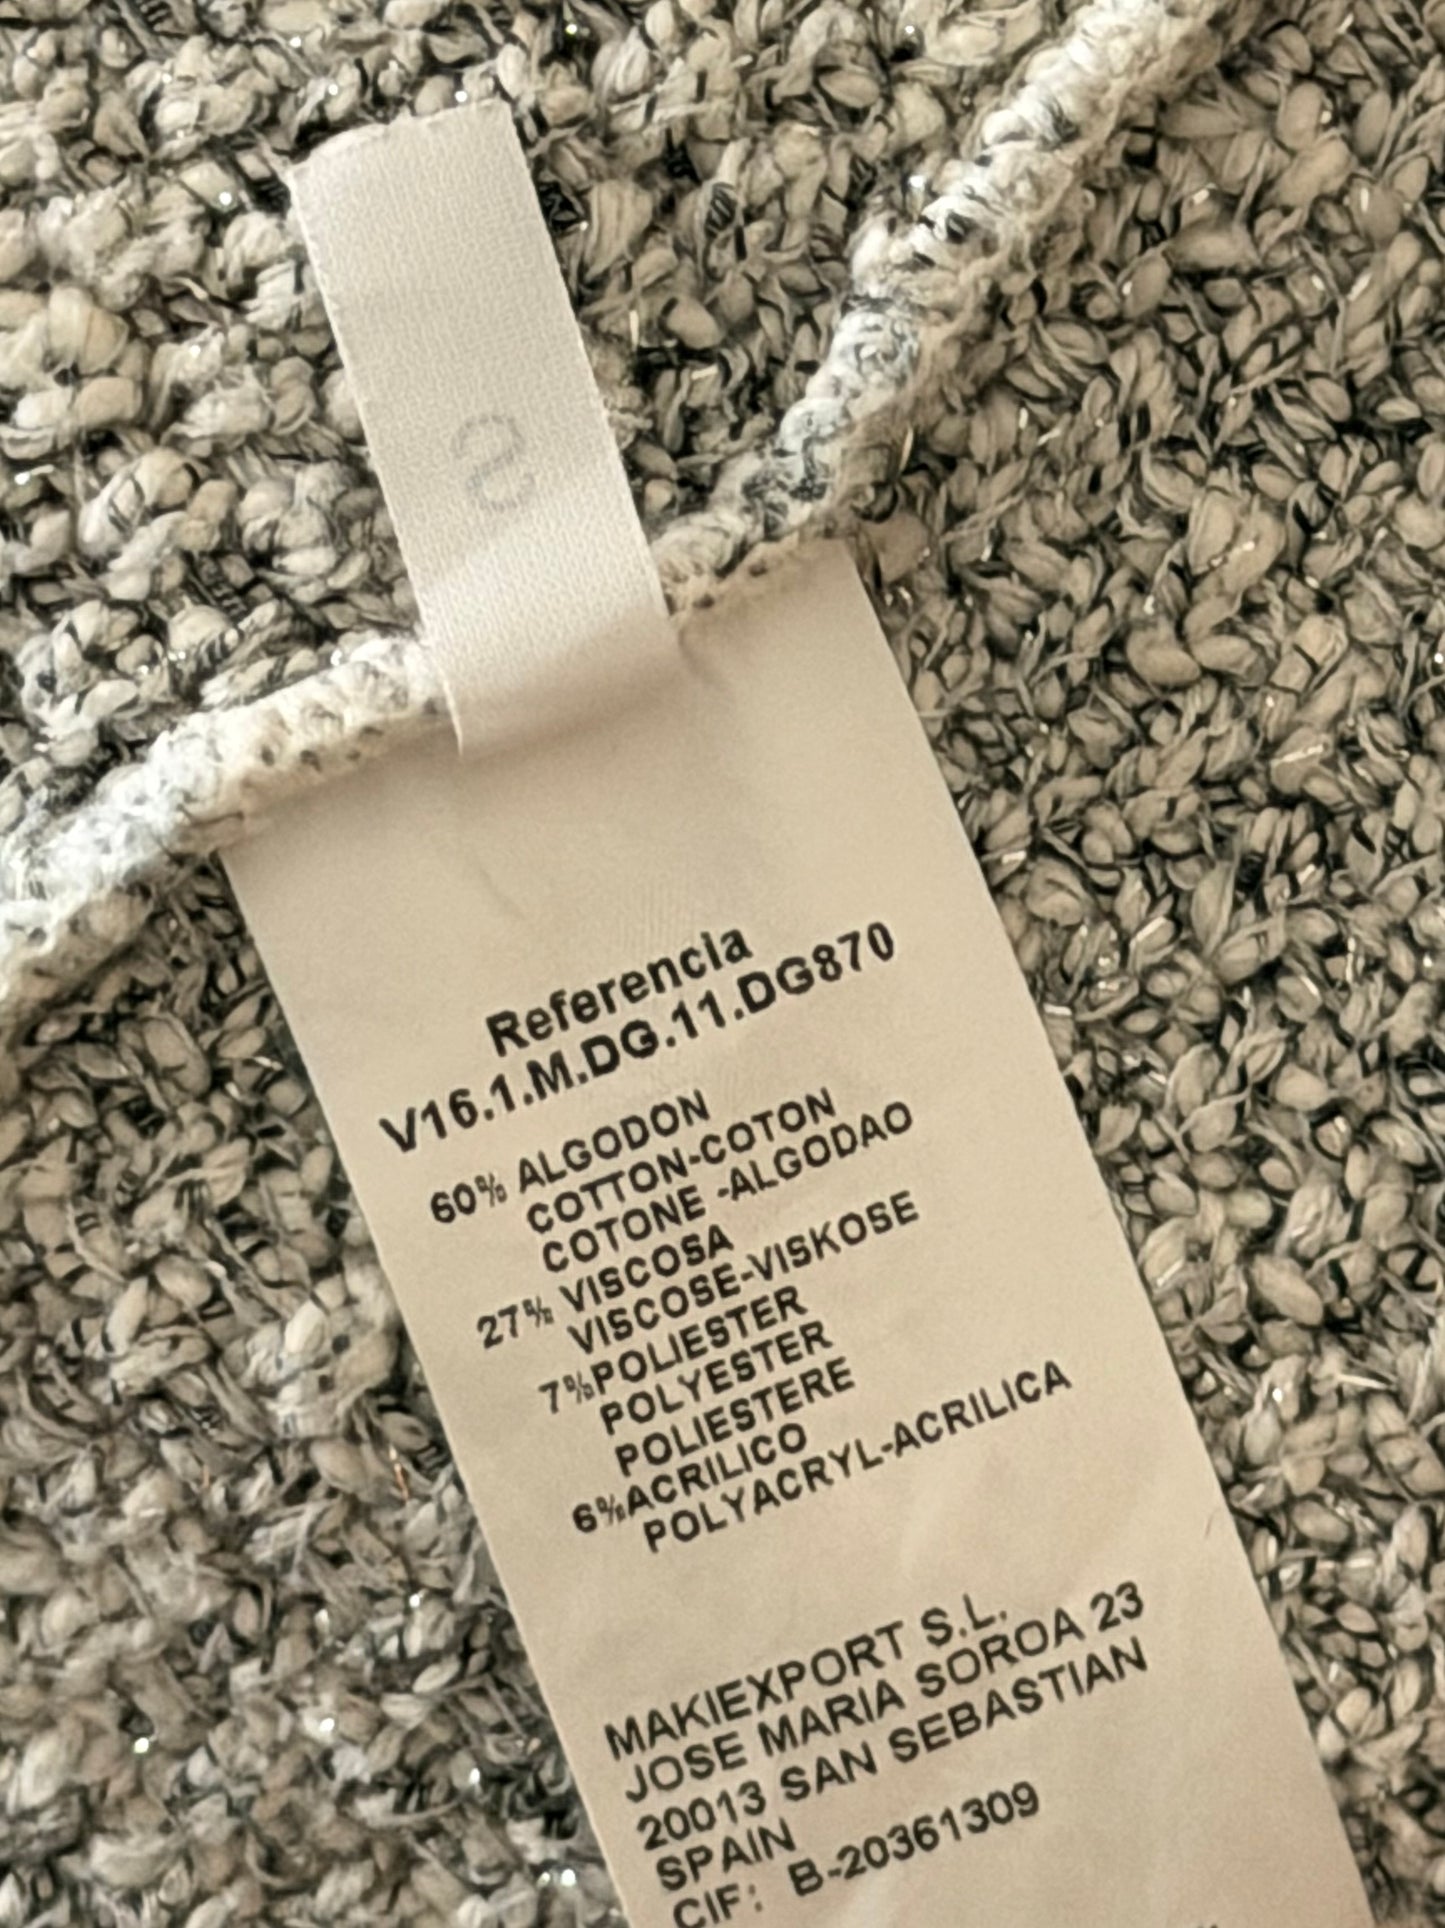 Referencia
V16.1.M.DG.11.DG870
60% ALGODON
COTTON-COTON
COTONE -ALGODAO
27% VISCOSA
VISCOSE-VISKOSE
7%POLIESTER
POLYESTER
POLIESTERE
6%ACRILICO
POLYACRYL-ACRILICA
MAKIEXPORT S.L.
JOSE MARIA SOROA 23
20013 SAN SEBASTIAN
SPAIN
CIF: B-20361309